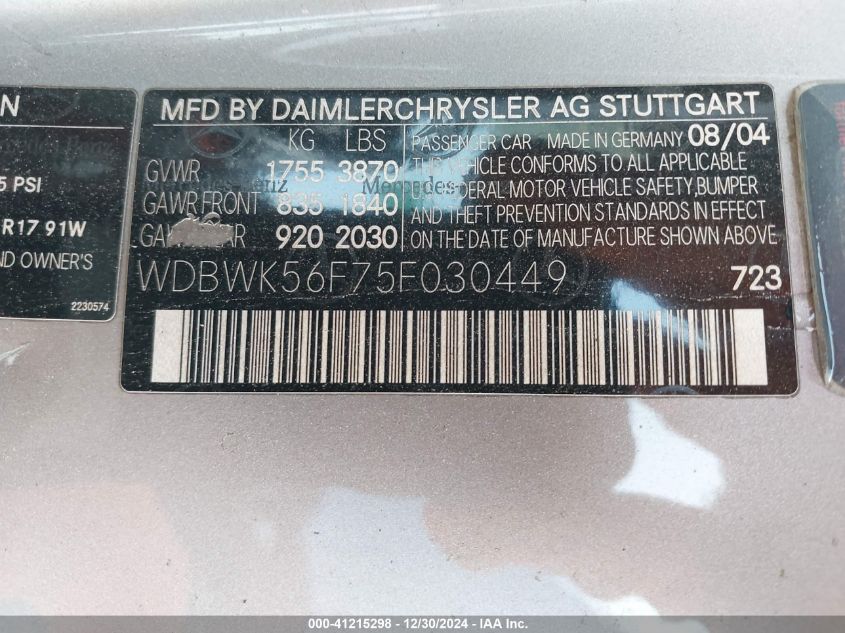 N
5 PSI
R17 91W
ND OWNER'S
2230574
MFD BY DAIMLERCHRYSLER AG STUTTGART
KG LBS
GVWR 1755 3870
GAWR FRONT 835 1840
920 2030
PASSENGER CAR MADE IN GERMANY 08/04
THIS VEHICLE CONFORMS TO ALL APPLICABLE
FEDERAL MOTOR VEHICLE SAFETY, BUMPER
AND THEFT PREVENTION STANDARDS IN EFFECT
ON THE DATE OF MANUFACTURE SHOWN ABOVE
Mercedes-Benz Mercedes
WDBWK56F75F030449 723
000-41215298 - 12/30/2024 - IAA Inc.